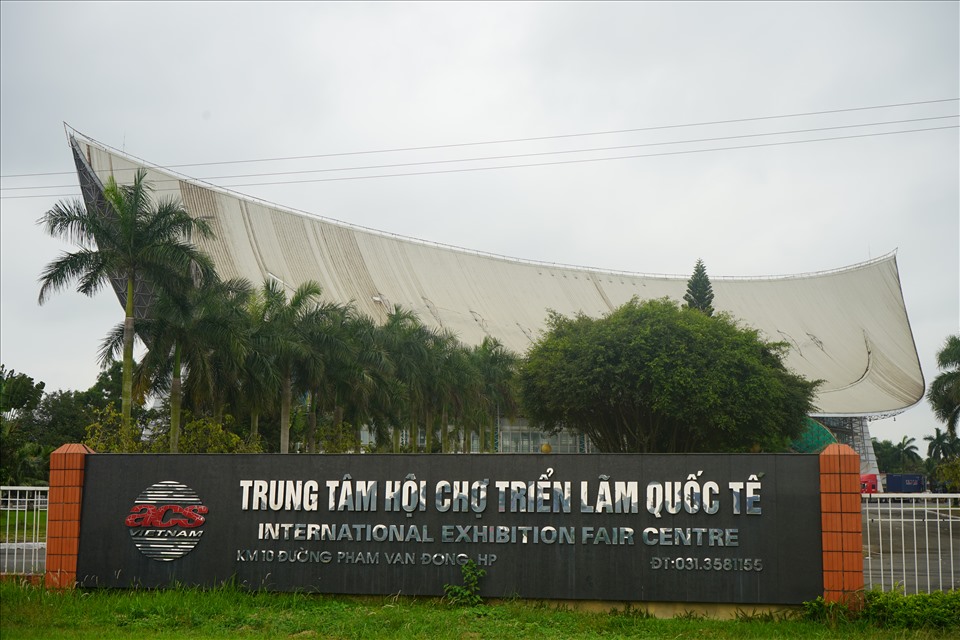 TRUNG TÂM HỘI CHỢ TRIỂN LÃM QUỐC TẾ
INTERNATIONAL EXHIBITION FAIR CENTRE
KM 10 ĐƯỜNG PHẠM VĂN ĐỒNG, HP
ĐT:031.3581155
acs
VIETNAM